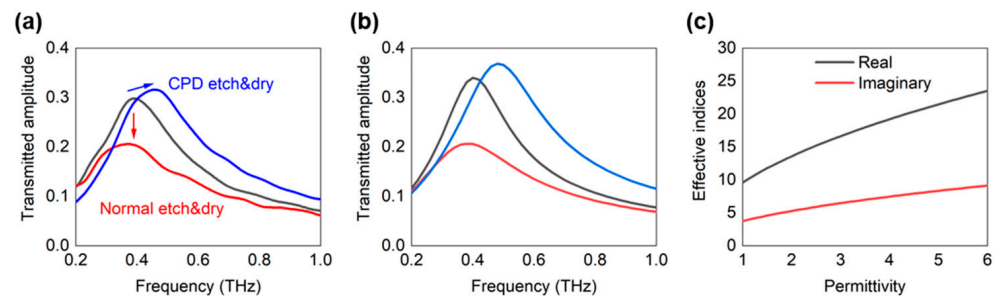 (a)
0.4
0.3
0.2
0.1
0.0
0.2 0.4 0.6 0.8 1.0
Transmitted amplitude
Frequency (THz)
CPD etch&dry
Normal etch&dry
(b)
0.4
0.3
0.2
0.1
0.0
0.2 0.4 0.6 0.8 1.0
Transmitted amplitude
Frequency (THz)
(c)
30
25
20
15
10
5
0
1 2 3 4 5 6
Effective indices
Permittivity
Real
Imaginary